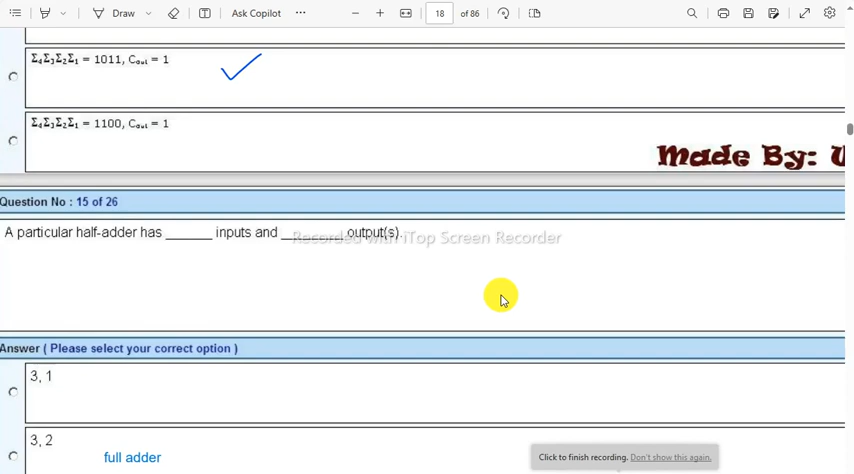 Draw
Ask Copilot
18 of 86
Σ₄Σ₃Σ₂Σ₁ = 1011, Cₒᵤₜ = 1
Σ₄Σ₃Σ₂Σ₁ = 1100, Cₒᵤₜ = 1
Made By:
Question No : 15 of 26
A particular half-adder has ______ inputs and ________ output(s).
Recorded with iTop Screen Recorder
Answer ( Please select your correct option )
3, 1
3, 2
full adder
Click to finish recording. Don't show this again.